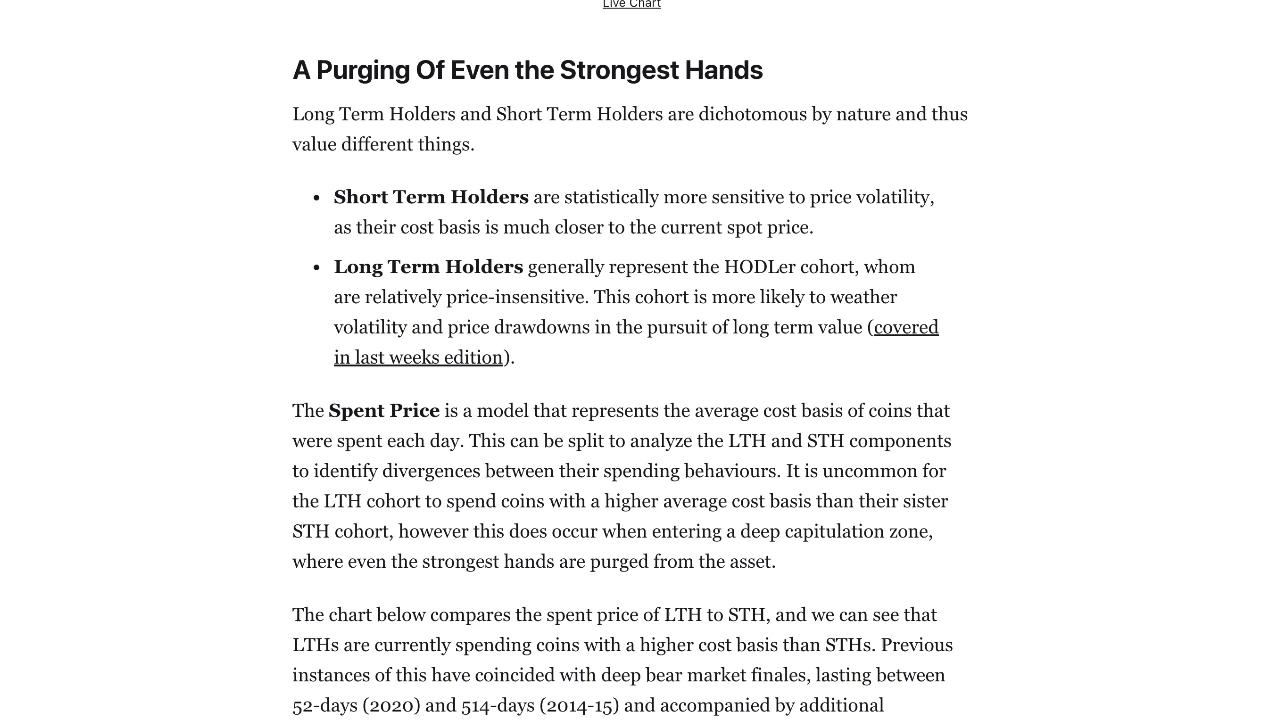 Live Chart
A Purging Of Even the Strongest Hands
Long Term Holders and Short Term Holders are dichotomous by nature and thus
value different things.
• Short Term Holders are statistically more sensitive to price volatility,
as their cost basis is much closer to the current spot price.
• Long Term Holders generally represent the HODLer cohort, whom
are relatively price-insensitive. This cohort is more likely to weather
volatility and price drawdowns in the pursuit of long term value (covered
in last weeks edition).
The Spent Price is a model that represents the average cost basis of coins that
were spent each day. This can be split to analyze the LTH and STH components
to identify divergences between their spending behaviours. It is uncommon for
the LTH cohort to spend coins with a higher average cost basis than their sister
STH cohort, however this does occur when entering a deep capitulation zone,
where even the strongest hands are purged from the asset.
The chart below compares the spent price of LTH to STH, and we can see that
LTHs are currently spending coins with a higher cost basis than STHs. Previous
instances of this have coincided with deep bear market finales, lasting between
52-days (2020) and 514-days (2014-15) and accompanied by additional